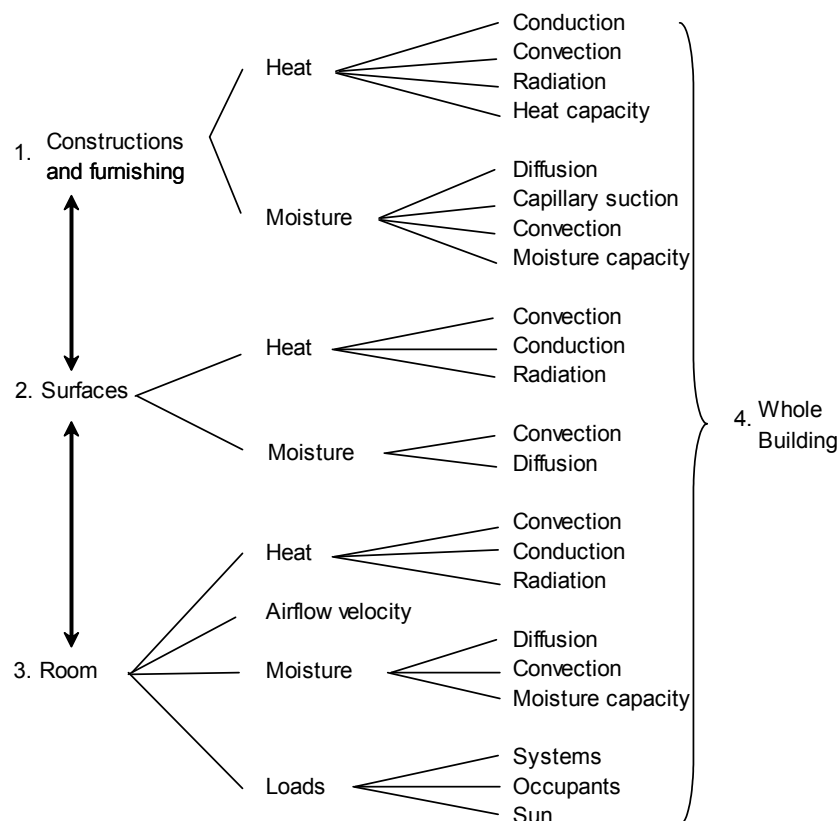 Conduction
Convection
Heat
Radiation
Heat capacity
1. Constructions
and furnishing
Diffusion
Capillary suction
Moisture
Convection
Moisture capacity
Convection
Heat
Conduction
Radiation
2. Surfaces
4. Whole
Building
Convection
Moisture
Diffusion
Convection
Heat
Conduction
Radiation
Airflow velocity
Diffusion
3. Room
Moisture
Convection
Moisture capacity
Systems
Loads
Occupants
Sun